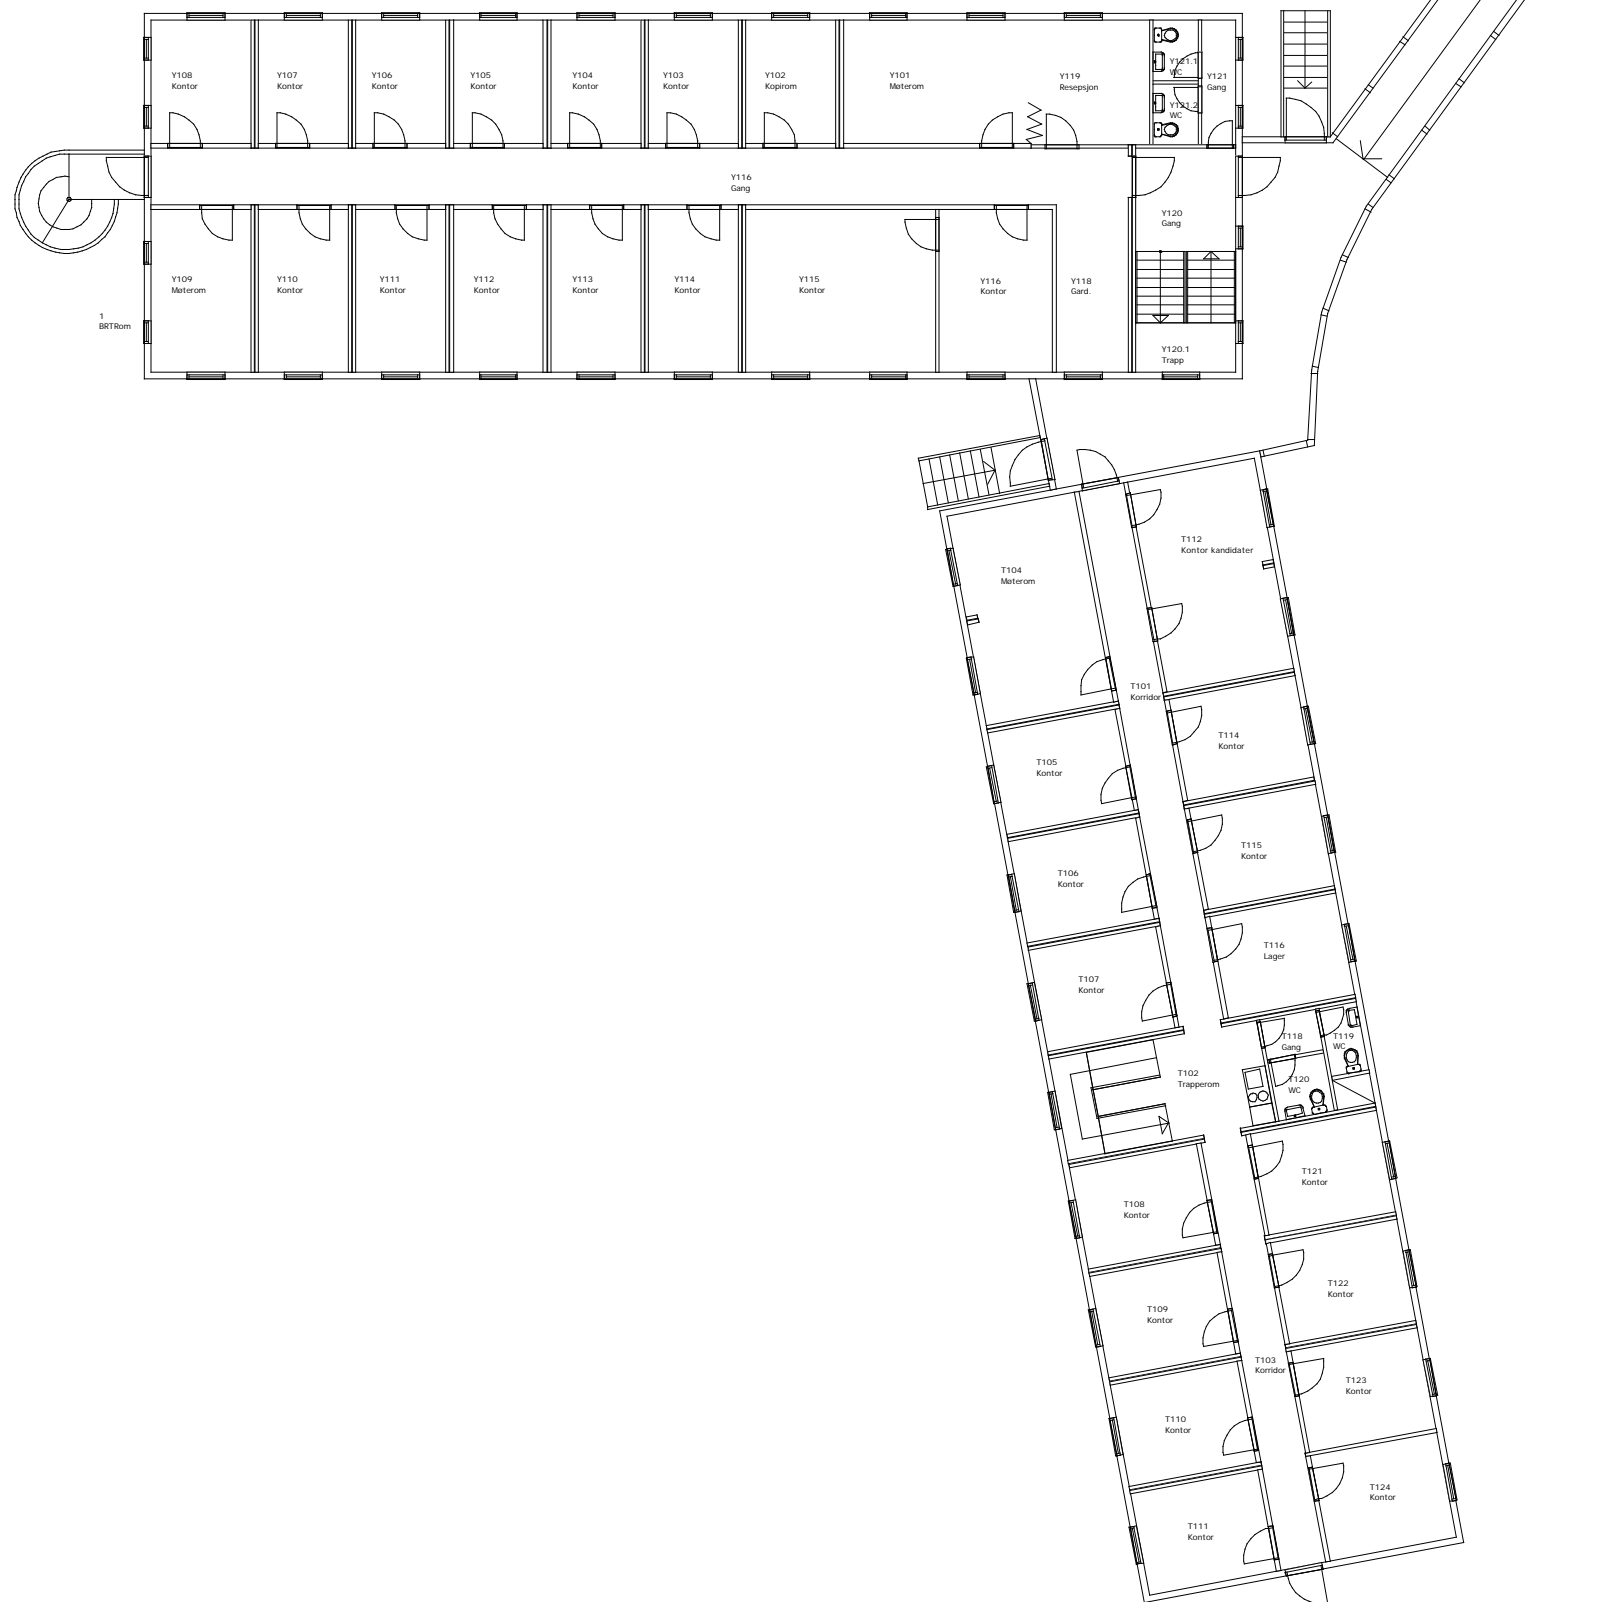 Y108
Kontor
Y107
Kontor
Y106
Kontor
Y105
Kontor
Y104
Kontor
Y103
Kontor
Y102
Kopirom
Y101
Møterom
Y119
Resepsjon
Y121.1
WC
Y121
Gang
Y121.2
WC
Y116
Gang
Y120
Gang
Y109
Møterom
Y110
Kontor
Y111
Kontor
Y112
Kontor
Y113
Kontor
Y114
Kontor
Y115
Kontor
Y116
Kontor
Y118
Gard.
1
BRTRom
Y120.1
Trapp
T112
Kontor kandidater
T104
Møterom
T101
Korridor
T114
Kontor
T105
Kontor
T115
Kontor
T106
Kontor
T116
Lager
T107
Kontor
T118
Gang
T119
WC
T102
Trapperom
T120
WC
T121
Kontor
T108
Kontor
T122
Kontor
T109
Kontor
T103
Korridor
T123
Kontor
T110
Kontor
T124
Kontor
T111
Kontor